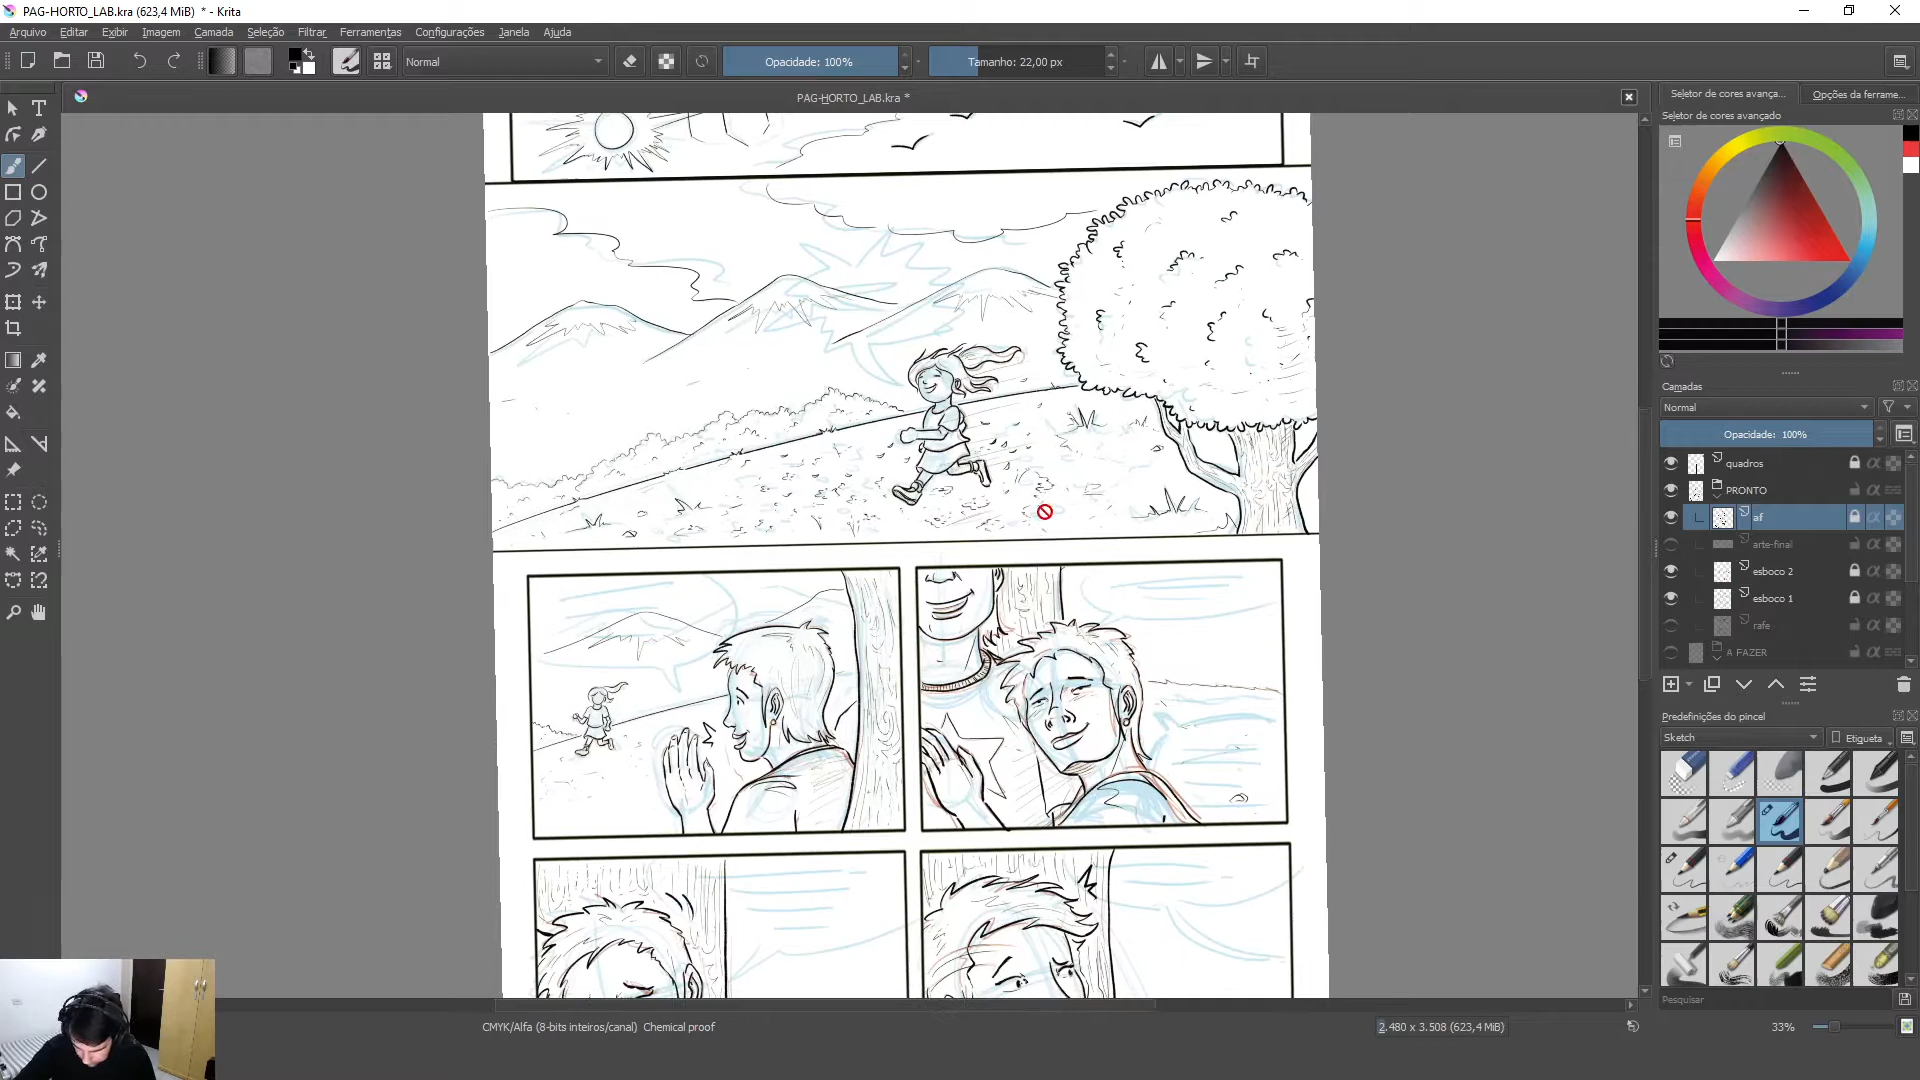 PAG-HORTO_LAB.kra (623,4 MiB) * - Krita
Arquivo Editar Exibir Imagem Camada Seleção Filtrar Ferramentas Configurações Janela Ajuda
Normal Opacidade: 100% Tamanho: 22,00 px
PAG-HORTO_LAB.kra *
Seletor de cores avança... Opções da ferrame...
Seletor de cores avançado
Camadas
Normal
Opacidade: 100%
quadros
PRONTO
af
arte-final
esboco 2
esboco 1
rafe
A FAZER
Predefinições do pincel
Sketch Etiqueta
Pesquisar
CMYK/Alfa (8-bits inteiros/canal) Chemical proof 2.480 x 3.508 (623,4 MiB) 33%